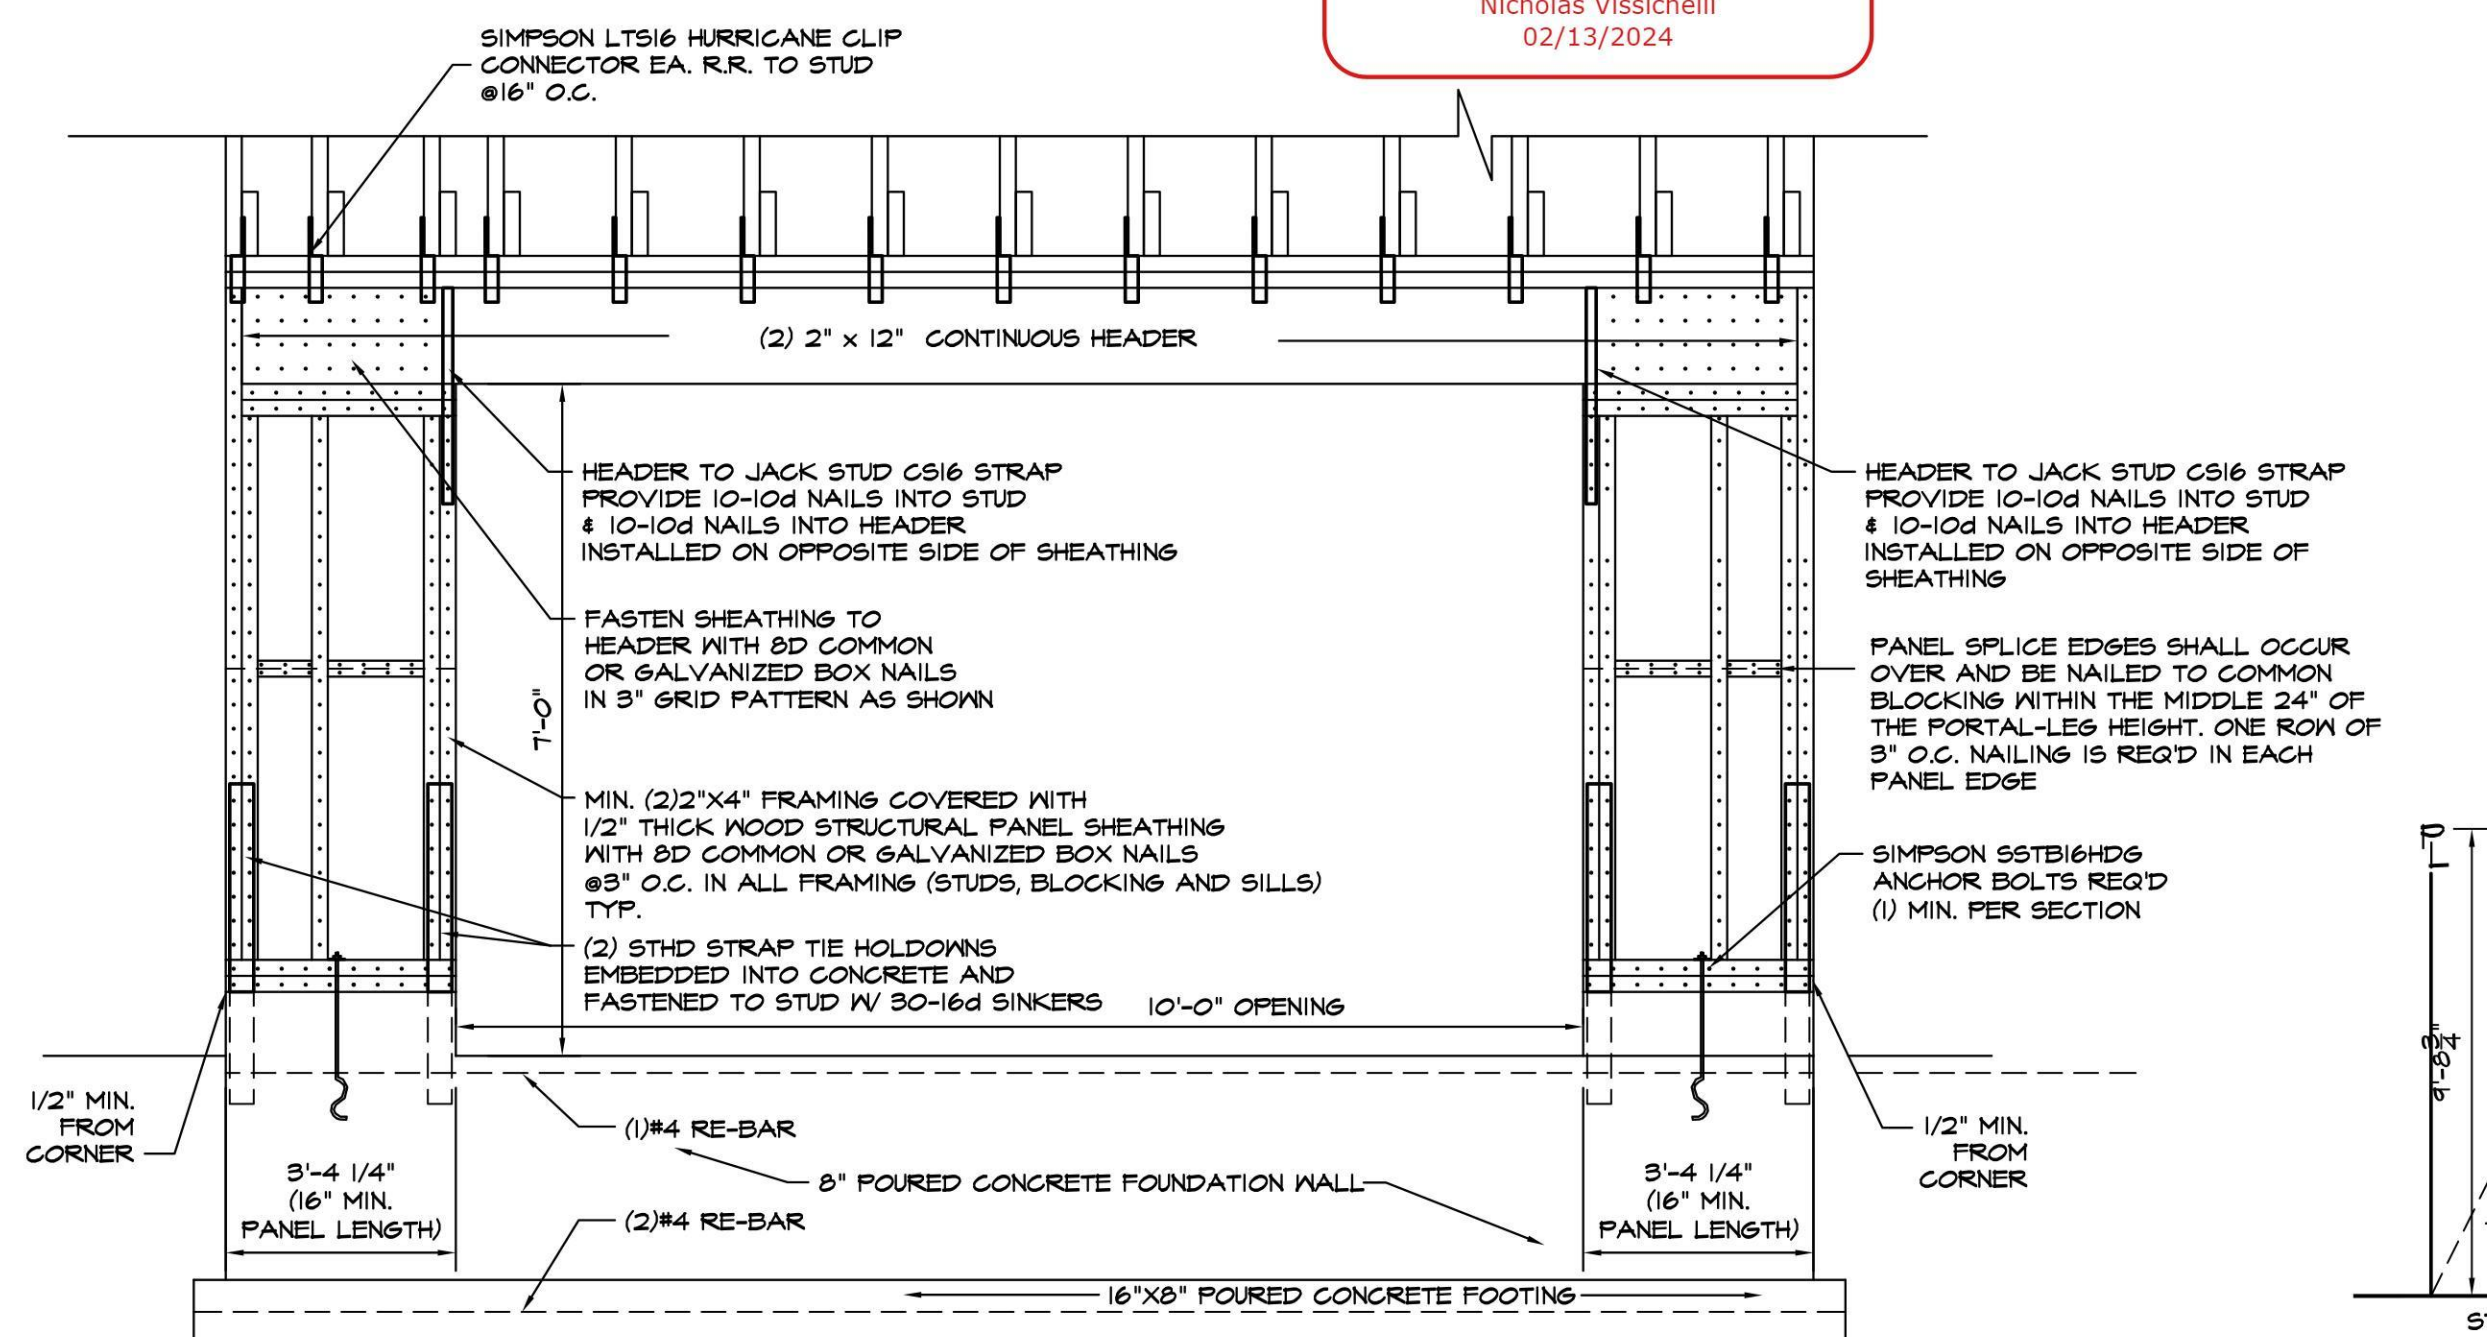 Nicholas Vissichelli
02/13/2024
SIMPSON LTS16 HURRICANE CLIP
CONNECTOR EA. R.R. TO STUD
@16" O.C.
(2) 2" x 12" CONTINUOUS HEADER
HEADER TO JACK STUD CS16 STRAP
PROVIDE 10-10d NAILS INTO STUD
& 10-10d NAILS INTO HEADER
INSTALLED ON OPPOSITE SIDE OF SHEATHING
HEADER TO JACK STUD CS16 STRAP
PROVIDE 10-10d NAILS INTO STUD
& 10-10d NAILS INTO HEADER
INSTALLED ON OPPOSITE SIDE OF
SHEATHING
FASTEN SHEATHING TO
HEADER WITH 8D COMMON
OR GALVANIZED BOX NAILS
IN 3" GRID PATTERN AS SHOWN
7'-0"
PANEL SPLICE EDGES SHALL OCCUR
OVER AND BE NAILED TO COMMON
BLOCKING WITHIN THE MIDDLE 24" OF
THE PORTAL-LEG HEIGHT. ONE ROW OF
3" O.C. NAILING IS REQ'D IN EACH
PANEL EDGE
MIN. (2)2"X4" FRAMING COVERED WITH
1/2" THICK WOOD STRUCTURAL PANEL SHEATHING
WITH 8D COMMON OR GALVANIZED BOX NAILS
@3" O.C. IN ALL FRAMING (STUDS, BLOCKING AND SILLS)
TYP.
SIMPSON SSTB16HDG
ANCHOR BOLTS REQ'D
(1) MIN. PER SECTION
(2) STHD STRAP TIE HOLDOWNS
EMBEDDED INTO CONCRETE AND
FASTENED TO STUD W/ 30-16d SINKERS
10'-0" OPENING
9'-8 3/4"
1/2" MIN.
FROM
CORNER
(1)#4 RE-BAR
1/2" MIN.
FROM
CORNER
3'-4 1/4"
(16" MIN.
PANEL LENGTH)
8" POURED CONCRETE FOUNDATION WALL
(2)#4 RE-BAR
3'-4 1/4"
(16" MIN.
PANEL LENGTH)
16"X8" POURED CONCRETE FOOTING